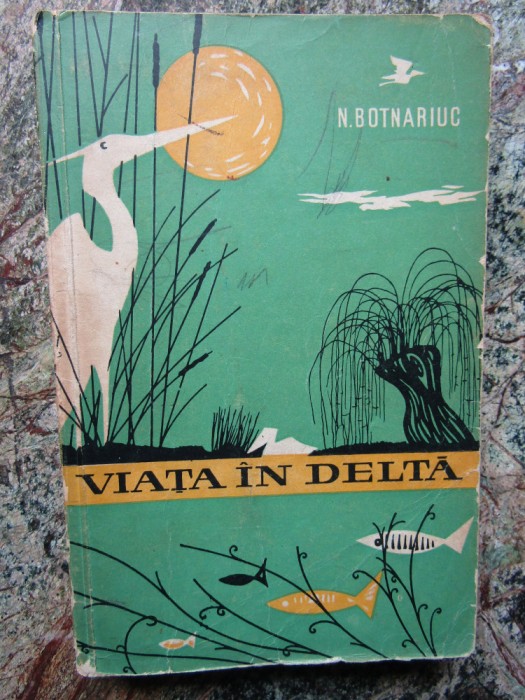 N. BOTNARIUC
VIAȚA ÎN DELTĂ